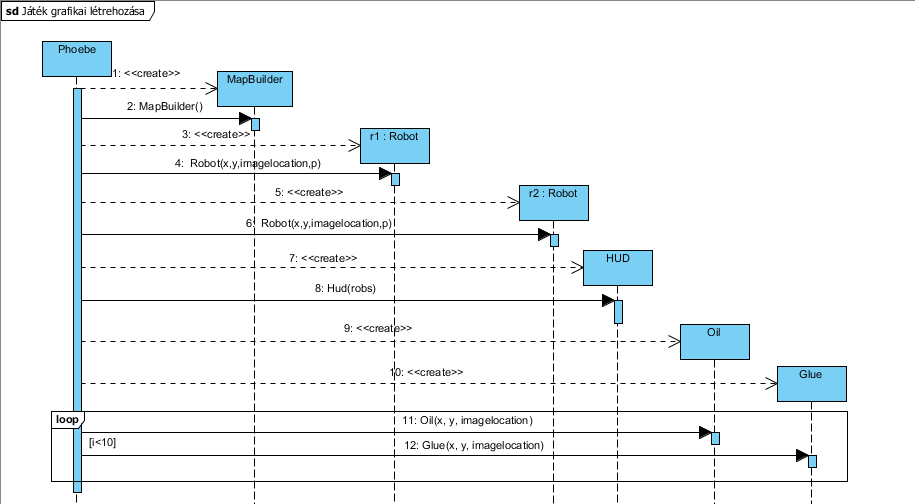 sd Játék grafikai létrehozása
Phoebe
1: <<create>>
MapBuilder
2: MapBuilder()
3: <<create>>
r1 : Robot
4: Robot(x,y,imagelocation,p)
5: <<create>>
r2 : Robot
6: Robot(x,y,imagelocation,p)
7: <<create>>
HUD
8: Hud(robs)
9: <<create>>
Oil
10: <<create>>
Glue
loop
11: Oil(x, y, imagelocation)
[i<10]
12: Glue(x, y, imagelocation)